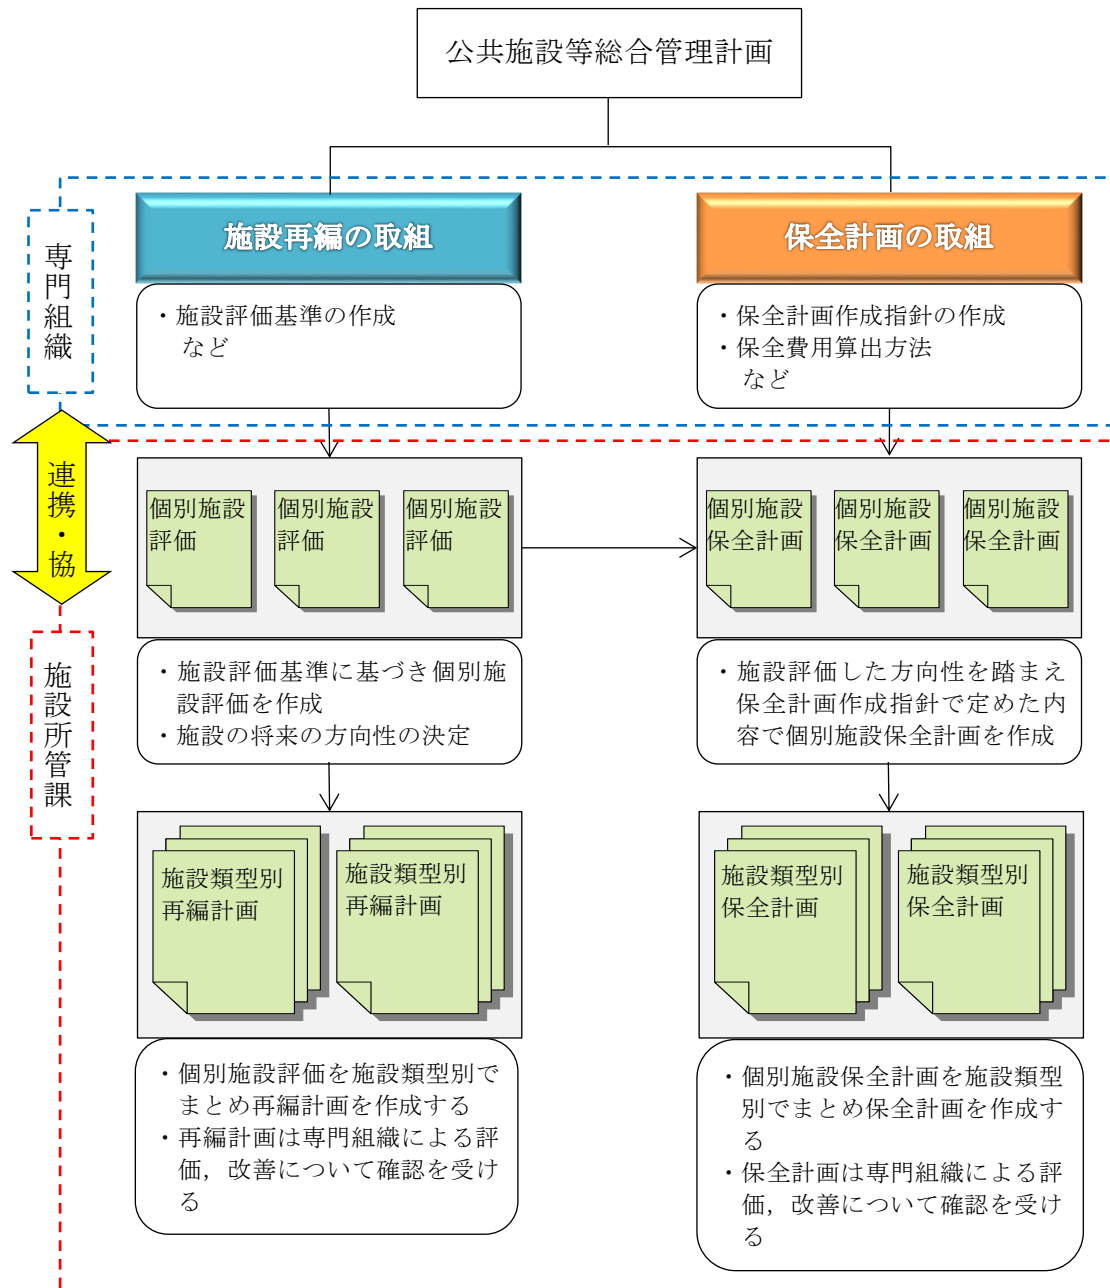 公共施設等総合管理計画
専門組織
施設再編の取組
保全計画の取組
・施設評価基準の作成
など
・保全計画作成指針の作成
・保全費用算出方法
など
連携・協
個別施設
評価
個別施設
評価
個別施設
評価
個別施設
保全計画
個別施設
保全計画
個別施設
保全計画
施設所管課
・施設評価基準に基づき個別施
設評価を作成
・施設の将来の方向性の決定
・施設評価した方向性を踏まえ
保全計画作成指針で定めた内
容で個別施設保全計画を作成
施設類型別
再編計画
施設類型別
再編計画
施設類型別
保全計画
施設類型別
保全計画
・個別施設評価を施設類型別で
まとめ再編計画を作成する
・再編計画は専門組織による評
価，改善について確認を受け
る
・個別施設保全計画を施設類型
別でまとめ保全計画を作成す
る
・保全計画は専門組織による評
価，改善について確認を受け
る